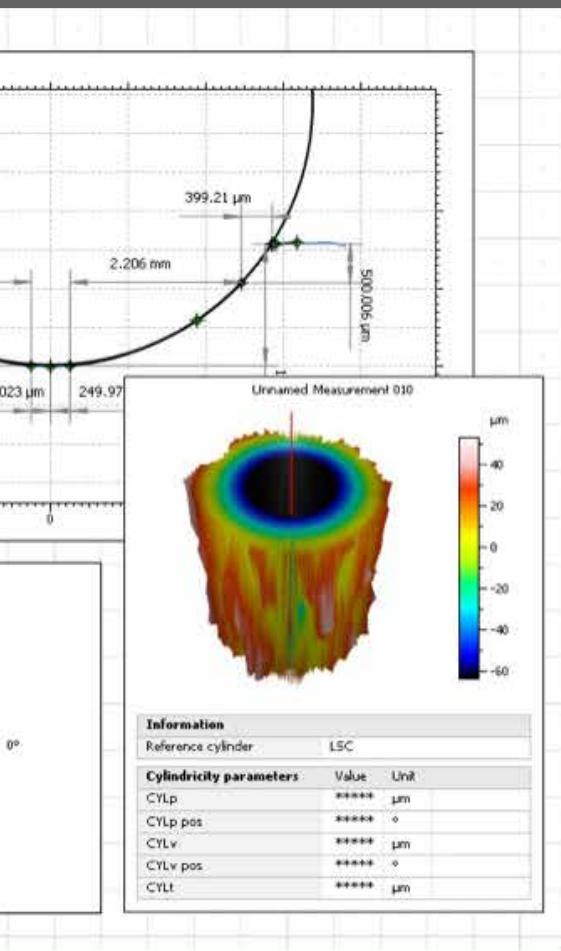 399.21 µm
2.206 mm
500.006 µm
023 µm
249.97
0
Unnamed Measurement 010
µm
40
20
0
-20
-40
-60
0°
Information
Reference cylinder LSC
Cylindricity parameters Value Unit
CYLp ***** µm
CYLp pos ***** °
CYLv ***** µm
CYLv pos ***** °
CYLt ***** µm